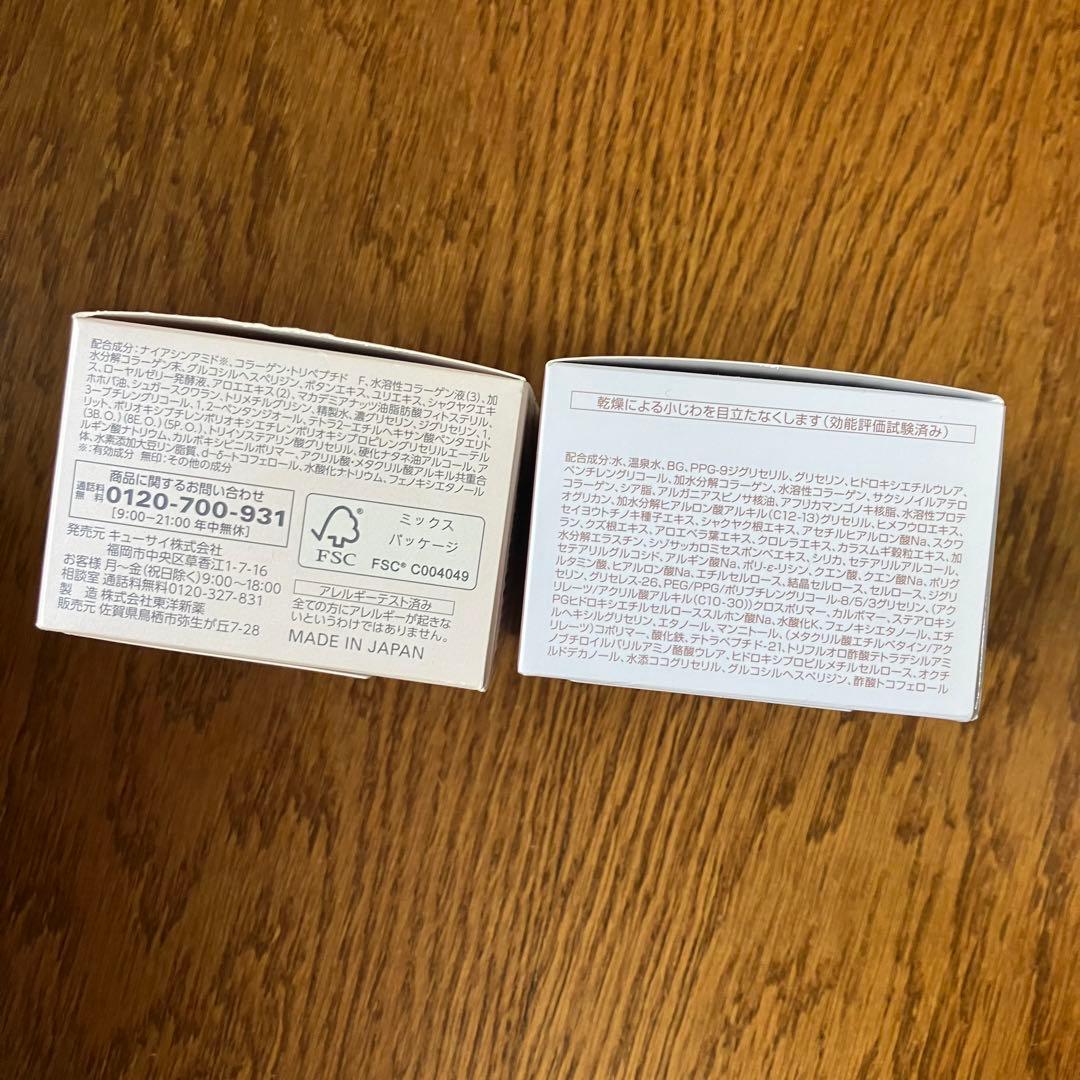 配合成分:ナイアシンアミド※、コラーゲン・トリペプチド F、水溶性コラーゲン液(3)、加
水分解コラーゲン末、グルコシルヘスペリジン、ボタンエキス、ユリエキス、シャクヤクエキ
ス、ローヤルゼリー発酵液、アロエエキス(2)、マカデミアナッツ油脂肪酸フィトステリル、
ホホバ油、シュガースクワラン、トリメチルグリシン、精製水、濃グリセリン、ジグリセリン、1、
3-ブチレングリコール、1、2-ペンタンジオール、テトラ2-エチルヘキサン酸ペンタエリト
リット、ポリオキシブチレンポリオキシエチレンポリオキシプロピレングリセリルエーテル
(3B.O.)(8E.O.)(5P.O.)、トリイソステアリン酸グリセリル、硬化ナタネ油アルコール、ア
ルギン酸ナトリウム、カルボキシビニルポリマー、アクリル酸・メタクリル酸アルキル共重合
体、水素添加大豆リン脂質、d-δ-トコフェロール、水酸化ナトリウム、フェノキシエタノール
※:有効成分 無印:その他の成分
商品に関するお問い合わせ
通話料無料 0120-700-931
[9:00~21:00 年中無休]
発売元 キューサイ株式会社
福岡市中央区草香江1-7-16
お客様 月~金(祝日除く)9:00~18:00
相談室 通話料無料0120-327-831
製 造 株式会社東洋新薬
販売元 佐賀県鳥栖市弥生が丘7-28
FSC
ミックス
パッケージ
FSC® C004049
アレルギーテスト済み
全ての方にアレルギーが起きな
いというわけではありません。
MADE IN JAPAN
乾燥による小じわを目立たなくします(効能評価試験済み)
配合成分:水、温泉水、BG、PPG-9ジグリセリル、グリセリン、ヒドロキシエチルウレア、
ペンチレングリコール、加水分解コラーゲン、水溶性コラーゲン、サクシノイルアテロ
コラーゲン、シア脂、アルガニアスピノサ核油、アフリカマンゴノキ核脂、水溶性プロテ
オグリカン、加水分解ヒアルロン酸アルキル(C12-13)グリセリル、ヒメフウロエキス、
セイヨウトチノキ種子エキス、シャクヤク根エキス、アセチルヒアルロン酸Na、スクワ
ラン、クズ根エキス、アロエベラ葉エキス、クロレラエキス、カラスムギ穀粒エキス、加
水分解エラスチン、シゾサッカロミセスポンベエキス、シリカ、セテアリルアルコール、
セテアリルグルコシド、アルギン酸Na、ポリ-ε-リシン、クエン酸、クエン酸Na、ポリグ
ルタミン酸、ヒアルロン酸Na、エチルセルロース、結晶セルロース、セルロース、ジグリ
セリン、グリセレス-26、PEG/PPG/ポリブチレングリコール-8/5/3グリセリン、(アク
リレーツ/アクリル酸アルキル(C10-30))クロスポリマー、カルボマー、ステアロキシ
PGヒドロキシエチルセルローススルホン酸Na、水酸化K、フェノキシエタノール、エチ
ルヘキシルグリセリン、エタノール、マンニトール、(メタクリル酸エチルベタイン/アク
リレーツ)コポリマー、酸化鉄、テトラペプチド-21、トリフルオロ酢酸テトラデシルアミ
ノブチロイルバリルアミノ酪酸ウレア、ヒドロキシプロピルメチルセルロース、オクチ
ルドデカノール、水添ココグリセリル、グルコシルヘスペリジン、酢酸トコフェロール